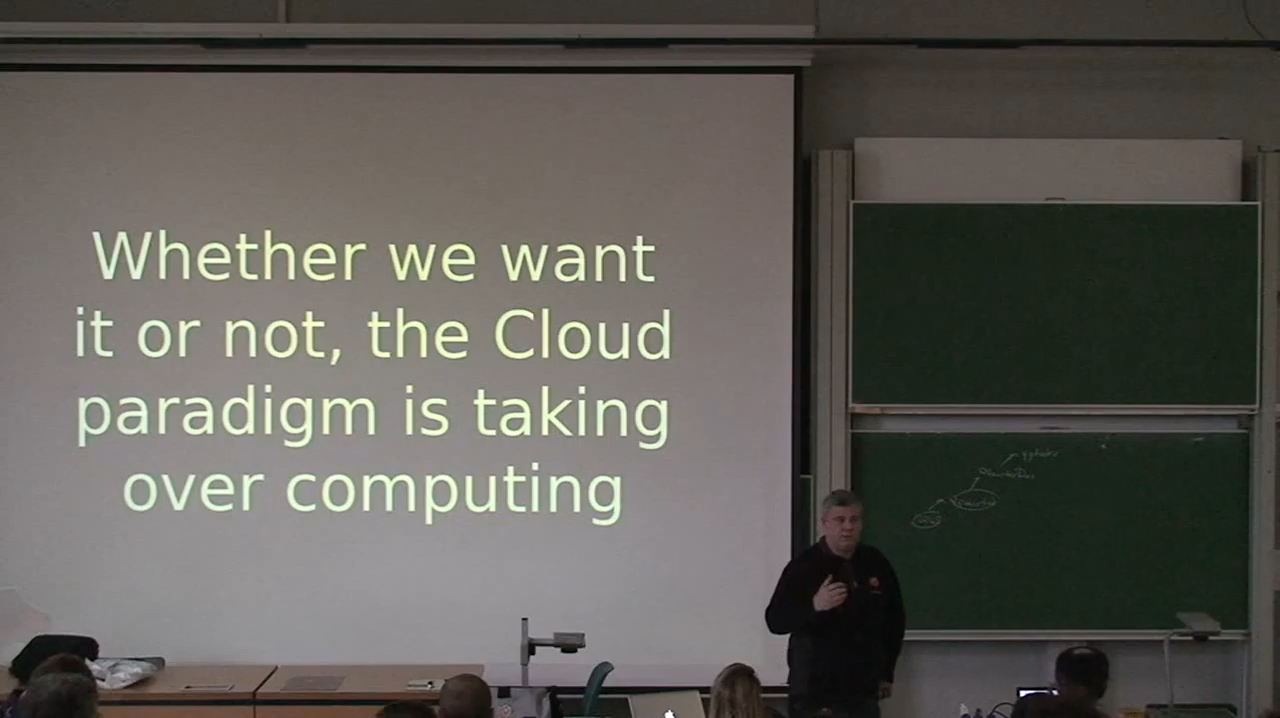 Whether we want
it or not, the Cloud
paradigm is taking
over computing